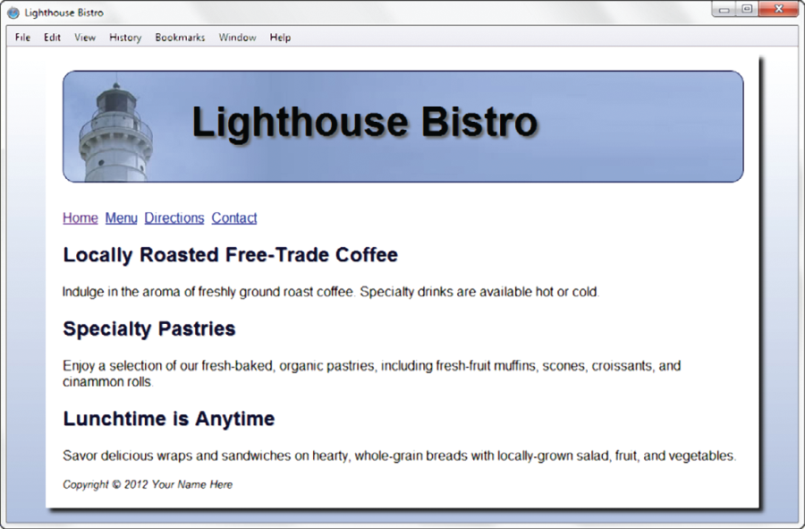 Lighthouse Bistro
File Edit View History Bookmarks Window Help
Lighthouse Bistro
Home Menu Directions Contact
Locally Roasted Free-Trade Coffee
Indulge in the aroma of freshly ground roast coffee. Specialty drinks are available hot or cold.
Specialty Pastries
Enjoy a selection of our fresh-baked, organic pastries, including fresh-fruit muffins, scones, croissants, and
cinammon rolls.
Lunchtime is Anytime
Savor delicious wraps and sandwiches on hearty, whole-grain breads with locally-grown salad, fruit, and vegetables.
Copyright © 2012 Your Name Here